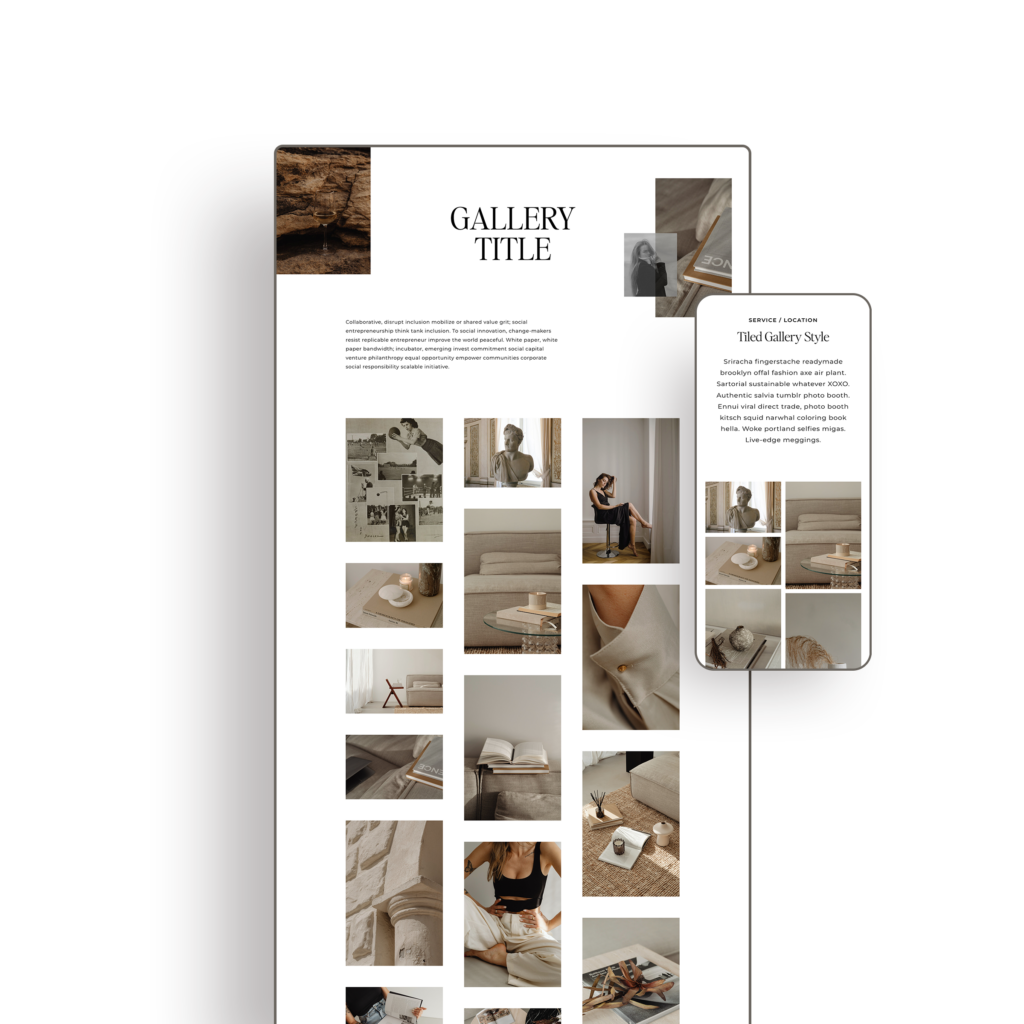 GALLERY
TITLE
Collaborative, disrupt inclusion mobilize or shared value grit; social
entrepreneurship think tank inclusion. To social innovation, change-makers
resist replicable entrepreneur improve the world peaceful. White paper, white
paper bandwidth; incubator, emerging invest commitment social capital
venture philanthropy equal opportunity empower communities corporate
social responsibility scalable initiative.
SERVICE / LOCATION
Tiled Gallery Style
Sriracha fingerstache readymade
brooklyn offal fashion axe air plant.
Sartorial sustainable whatever XOXO.
Authentic salvia tumblr photo booth.
Ennui viral direct trade, photo booth
kitsch squid narwhal coloring book
hella. Woke portland selfies migas.
Live-edge meggings.